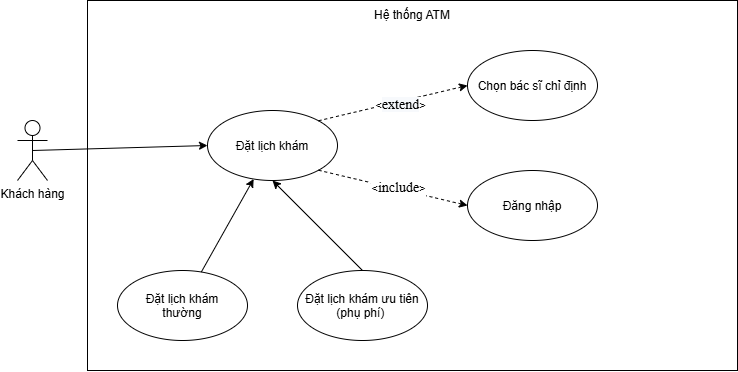 Hệ thống ATM
Chọn bác sĩ chỉ định
<extend>
Đặt lịch khám
Khách hàng
<include>
Đăng nhập
Đặt lịch khám
thường
Đặt lịch khám ưu tiên
(phụ phí)